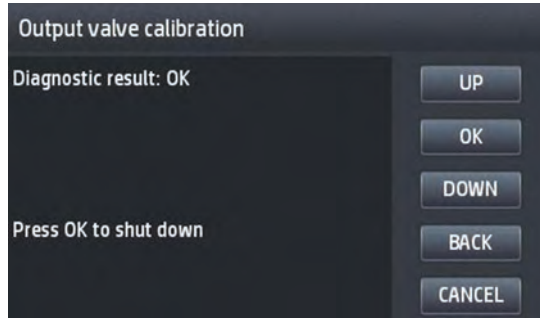 Output valve calibration
Diagnostic result: OK
Press OK to shut down
UP
OK
DOWN
BACK
CANCEL